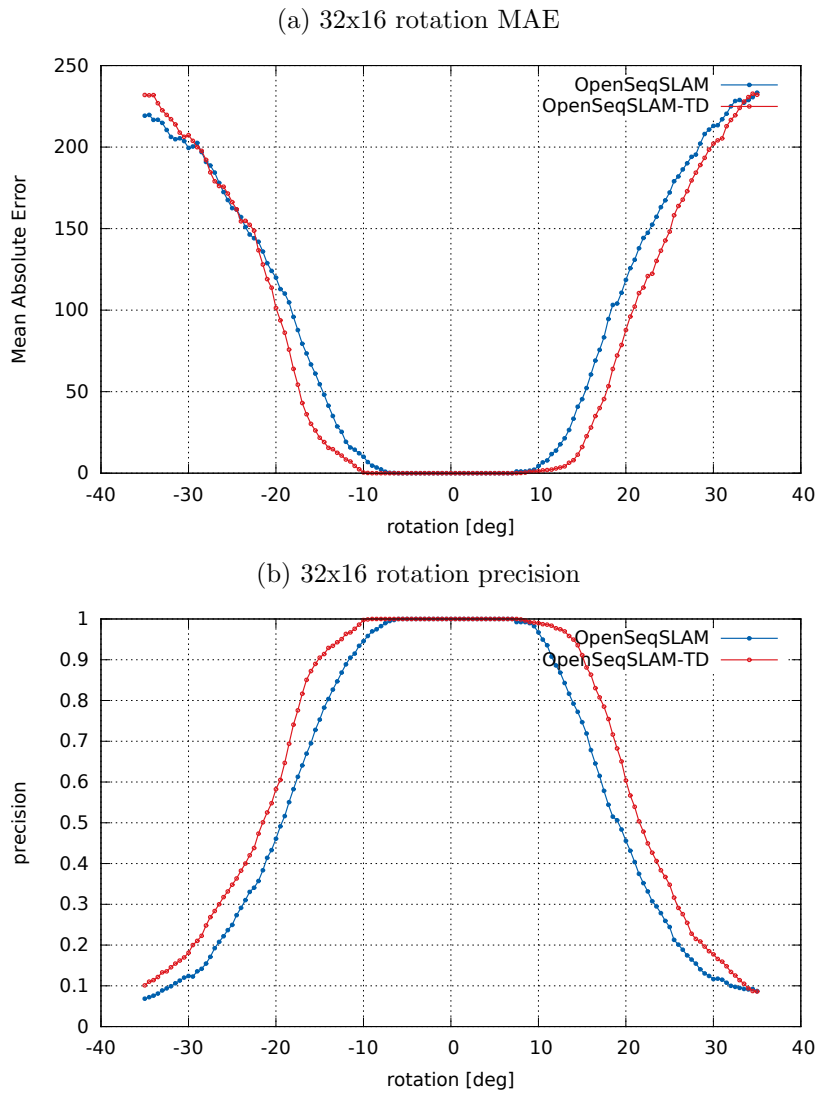 (a) 32x16 rotation MAE
250
200
150
100
50
0
Mean Absolute Error
OpenSeqSLAM
OpenSeqSLAM-TD
-40 -30 -20 -10 0 10 20 30 40
rotation [deg]
(b) 32x16 rotation precision
1
0.9
0.8
0.7
0.6
0.5
0.4
0.3
0.2
0.1
0
precision
OpenSeqSLAM
OpenSeqSLAM-TD
-40 -30 -20 -10 0 10 20 30 40
rotation [deg]